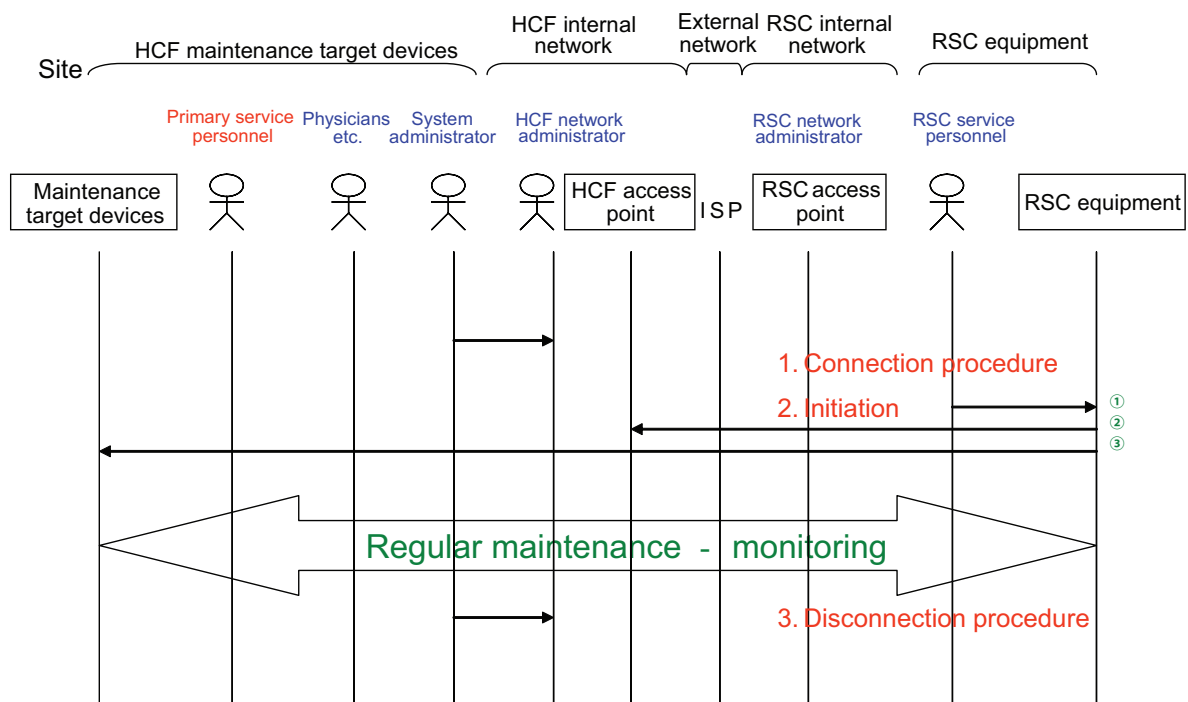 HCF internal
network
External
network
RSC internal
network
Site
HCF maintenance target devices
RSC equipment
Primary service
personnel
Physicians
etc.
System
administrator
HCF network
administrator
RSC network
administrator
RSC service
personnel
Maintenance
target devices
HCF access
point
ISP
RSC access
point
RSC equipment
1. Connection procedure
2. Initiation
①
②
③
Regular maintenance - monitoring
3. Disconnection procedure